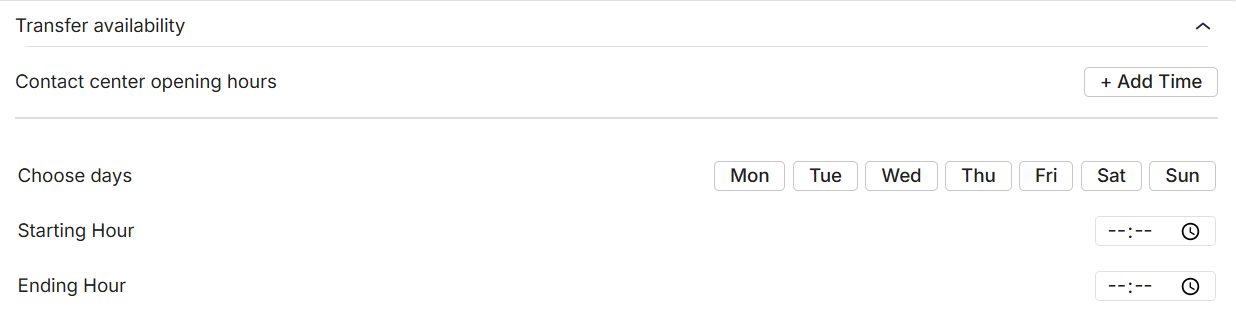 Transfer availability
Contact center opening hours + Add Time
Choose days Mon Tue Wed Thu Fri Sat Sun
Starting Hour --:--
Ending Hour --:--